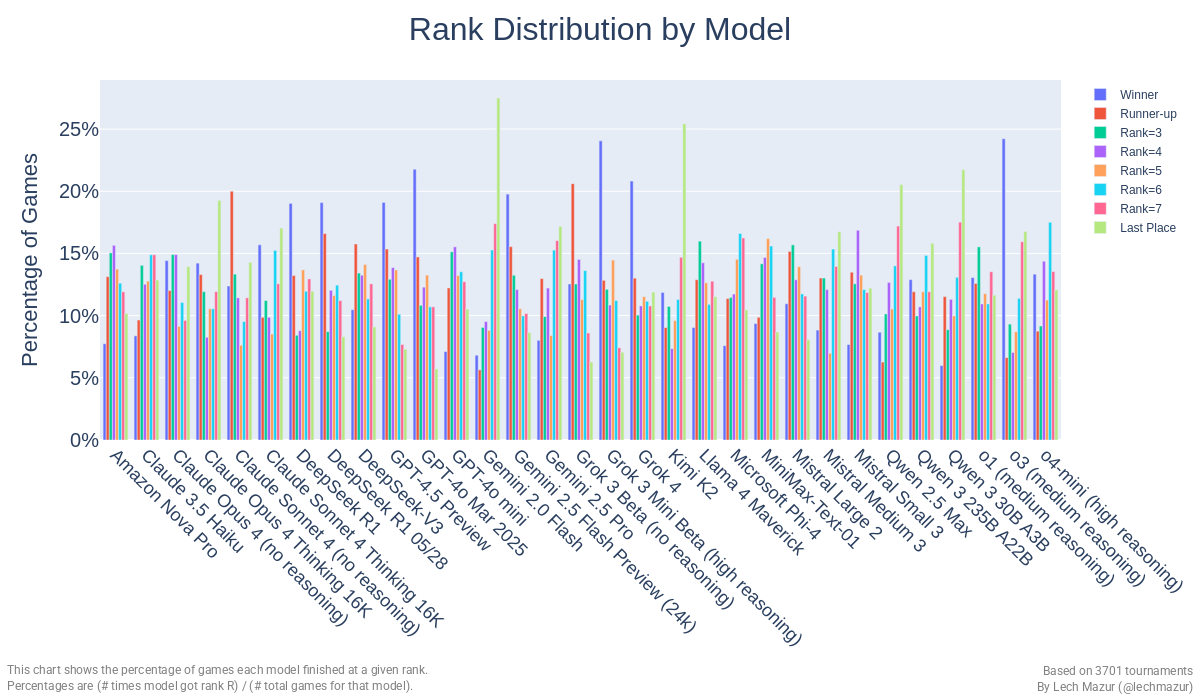 Rank Distribution by Model
Winner
Runner-up
Rank=3
Rank=4
Rank=5
Rank=6
Rank=7
Last Place
Percentage of Games
25%
20%
15%
10%
5%
0%
Amazon Nova Pro
Claude 3.5 Haiku
Claude Opus 4 (no reasoning)
Claude Opus 4 Thinking 16K
Claude Sonnet 4 (no reasoning)
Claude Sonnet 4 Thinking 16K
DeepSeek R1
DeepSeek R1 05/28
DeepSeek-V3
GPT-4.5 Preview
GPT-4o Mar 2025
GPT-4o mini
Gemini 2.0 Flash
Gemini 2.5 Flash Preview (24k)
Gemini 2.5 Pro
Grok 3 Beta (no reasoning)
Grok 3 Mini Beta (high reasoning)
Grok 4
Kimi K2
Llama 4 Maverick
Microsoft Phi-4
MiniMax-Text-01
Mistral Large 2
Mistral Medium 3
Mistral Small 3
Qwen 2.5 Max
Qwen 3 235B A22B
Qwen 3 30B A3B
o1 (medium reasoning)
o3 (medium reasoning)
o4-mini (high reasoning)
This chart shows the percentage of games each model finished at a given rank.
Percentages are (# times model got rank R) / (# total games for that model).
Based on 3701 tournaments
By Lech Mazur (@lechmazur)